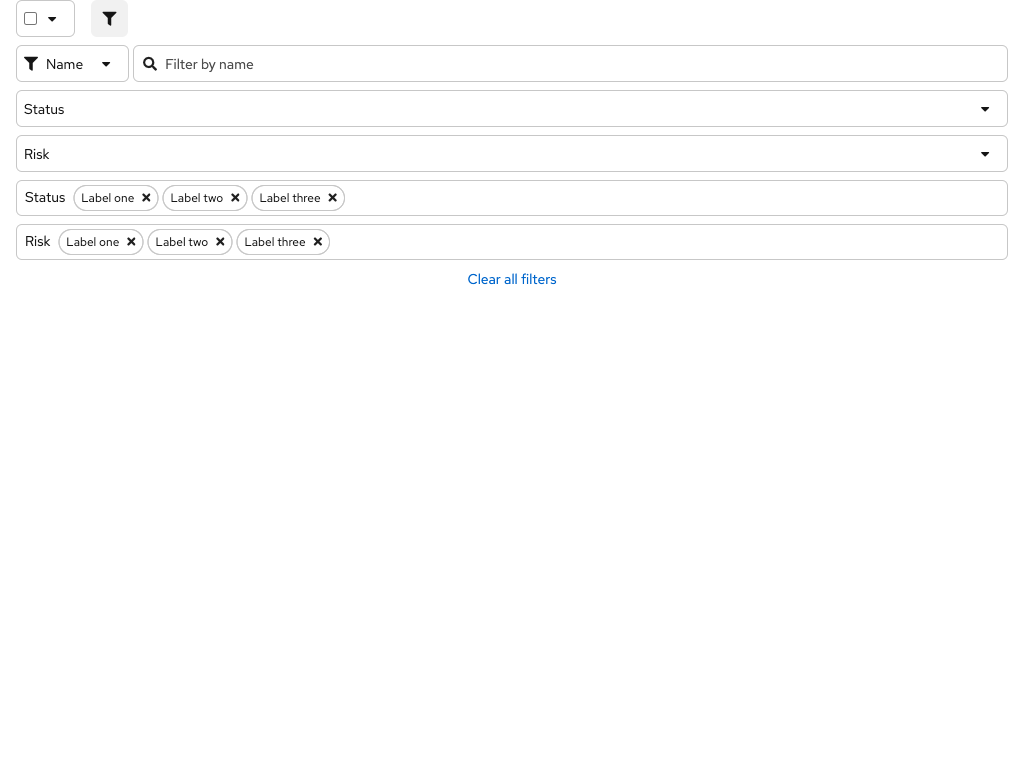 Name Filter by name
Status
Risk
Status Label one Label two Label three
Risk Label one Label two Label three
Clear all filters